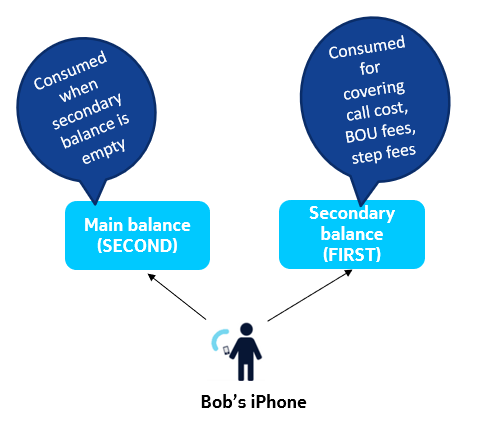 Consumed
when
secondary
balance is
empty
Consumed
for
covering
call cost,
BOU fees,
step fees
Main balance
(SECOND)
Secondary
balance
(FIRST)
Bob's iPhone